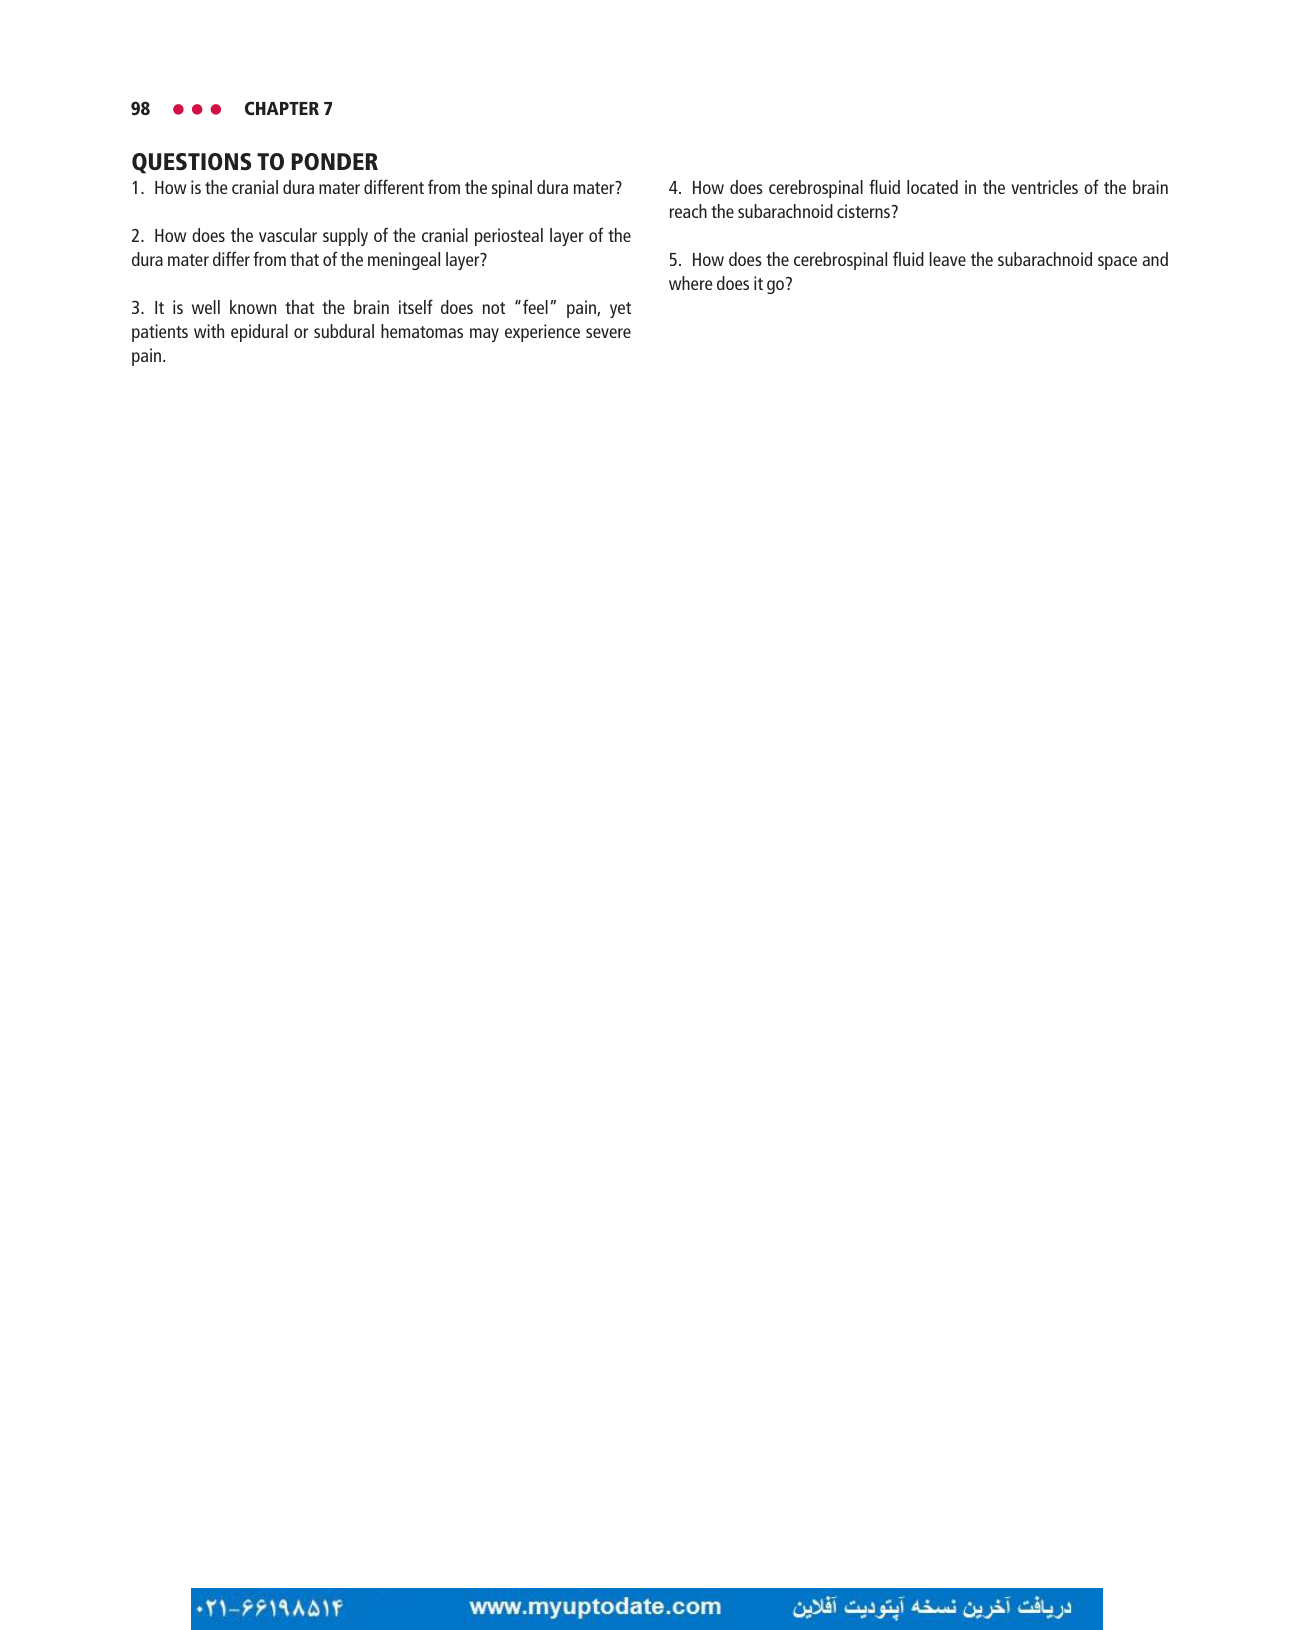 98 ● ● ● CHAPTER 7
QUESTIONS TO PONDER
1. How is the cranial dura mater different from the spinal dura mater?
2. How does the vascular supply of the cranial periosteal layer of the
dura mater differ from that of the meningeal layer?
3. It is well known that the brain itself does not “feel” pain, yet
patients with epidural or subdural hematomas may experience severe
pain.
4. How does cerebrospinal fluid located in the ventricles of the brain
reach the subarachnoid cisterns?
5. How does the cerebrospinal fluid leave the subarachnoid space and
where does it go?
۰۲۱-۶۶۱۹۸۵۱۴ www.myuptodate.com دریافت آخرین نسخه آپتودیت آفلاین